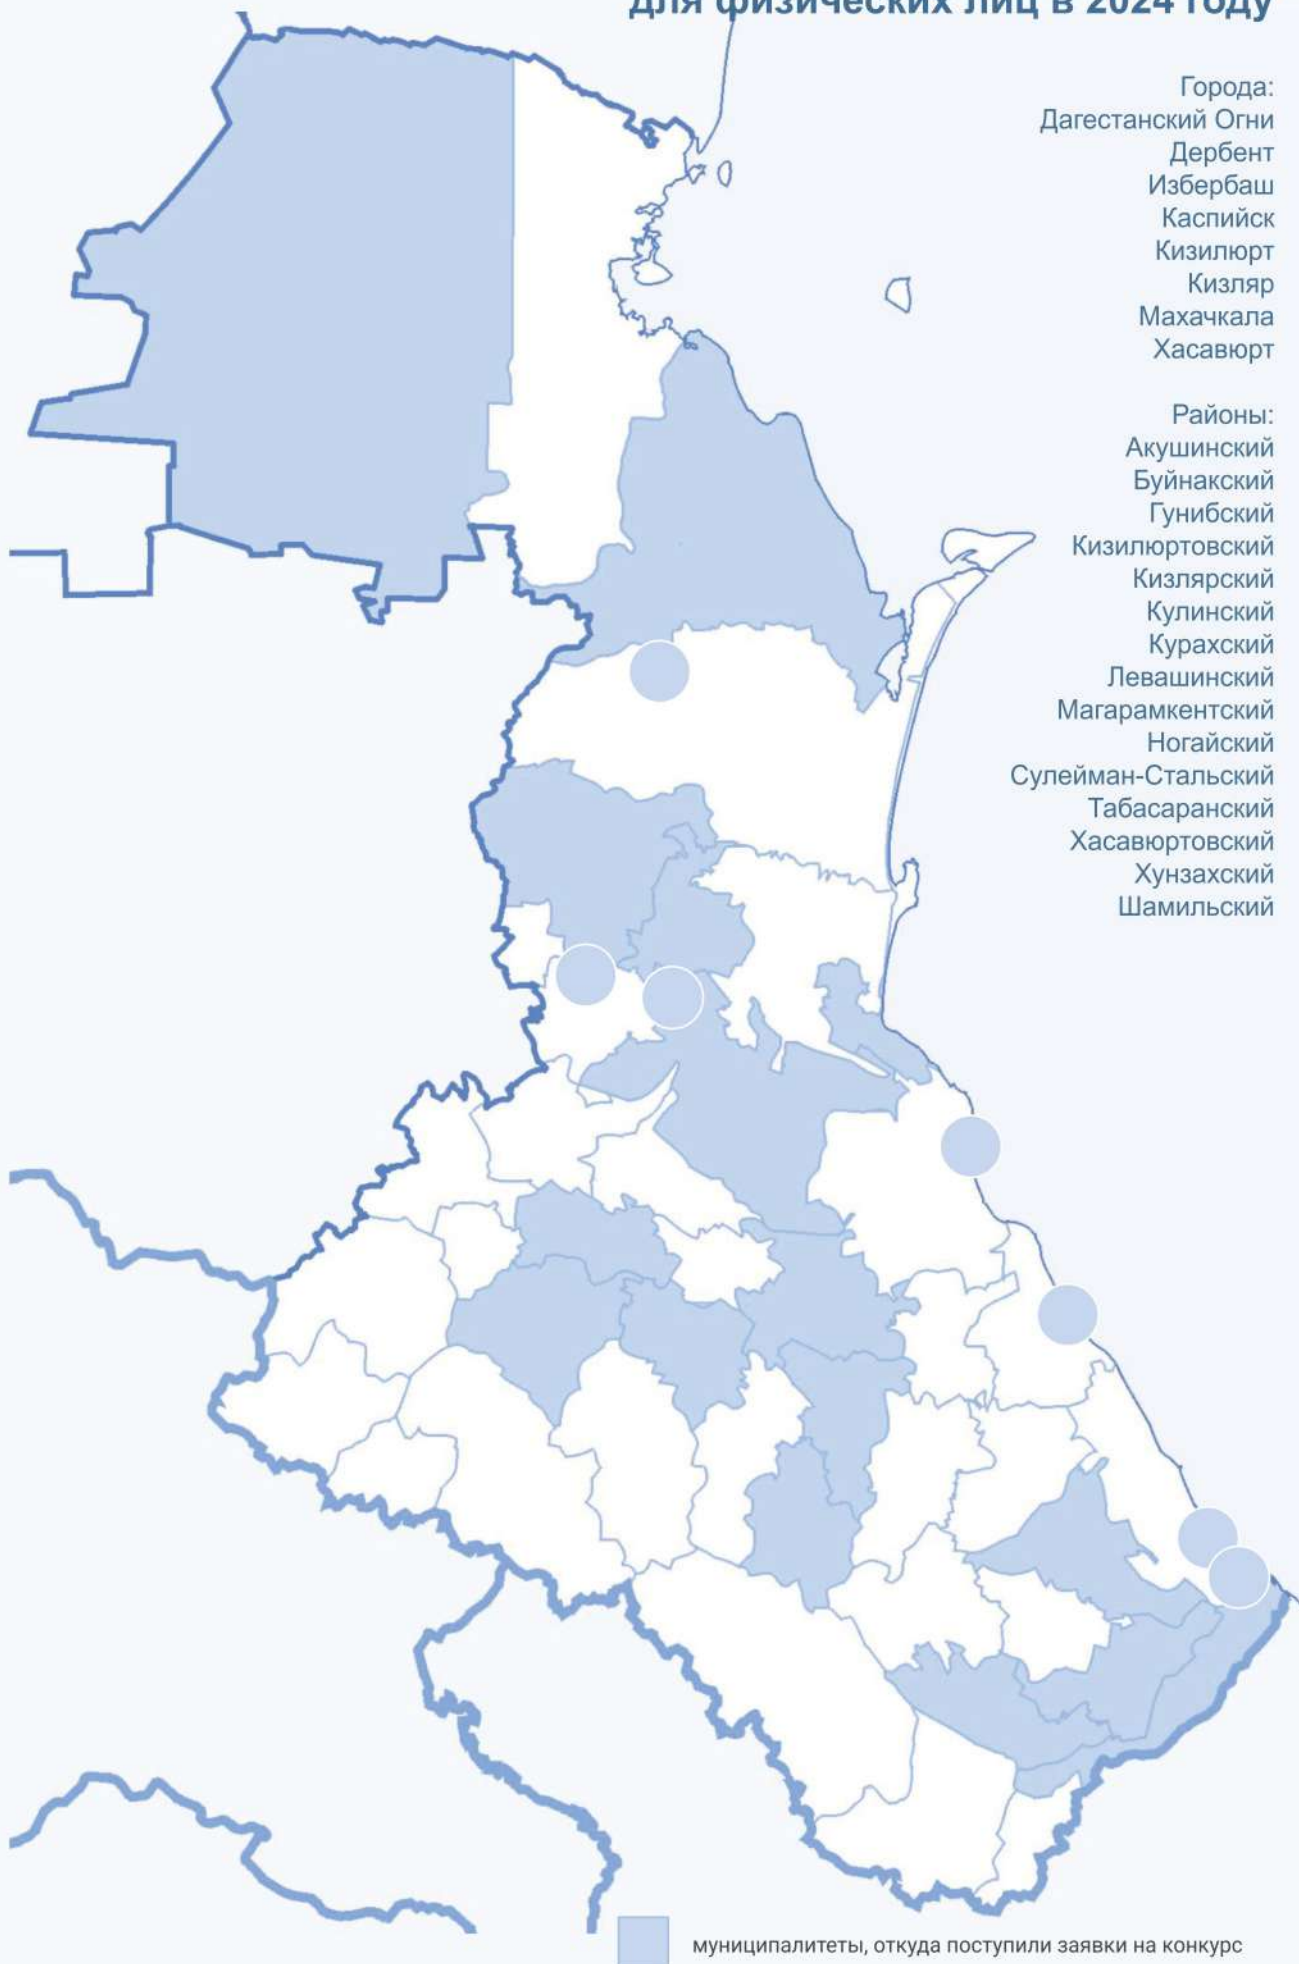 для физических лиц в 2024 году
Города:
Дагестанский Огни
Дербент
Избербаш
Каспийск
Кизилюрт
Кизляр
Махачкала
Хасавюрт
Районы:
Акушинский
Буйнакский
Гунибский
Кизилюртовский
Кизлярский
Кулинский
Курахский
Левашинский
Магарамкентский
Ногайский
Сулейман-Стальский
Табасаранский
Хасавюртовский
Хунзахский
Шамильский
муниципалитеты, откуда поступили заявки на конкурс